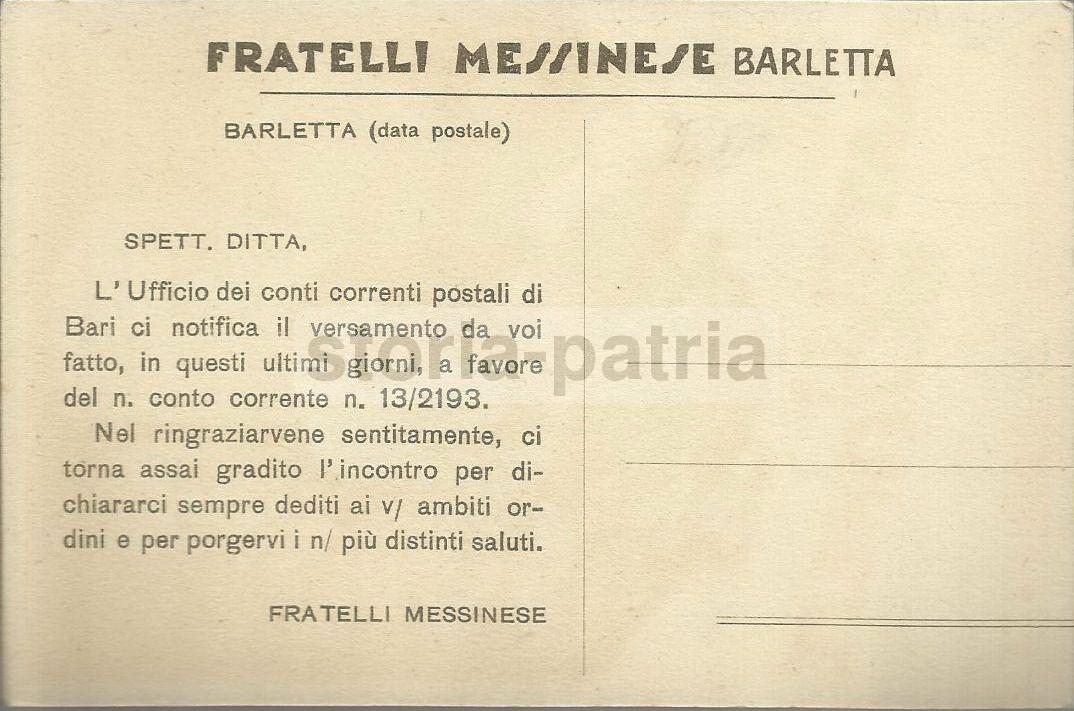 FRATELLI MESSINESE BARLETTA
BARLETTA (data postale)
SPETT. DITTA,
L' Ufficio dei conti correnti postali di
Bari ci notifica il versamento da voi
fatto, in questi ultimi giorni, a favore
del n. conto corrente n. 13/2193.
Nel ringraziarvene sentitamente, ci
torna assai gradito l'incontro per di-
chiararci sempre dediti ai v/ ambiti or-
dini e per porgervi i n/ più distinti saluti.
FRATELLI MESSINESE
storia-patria